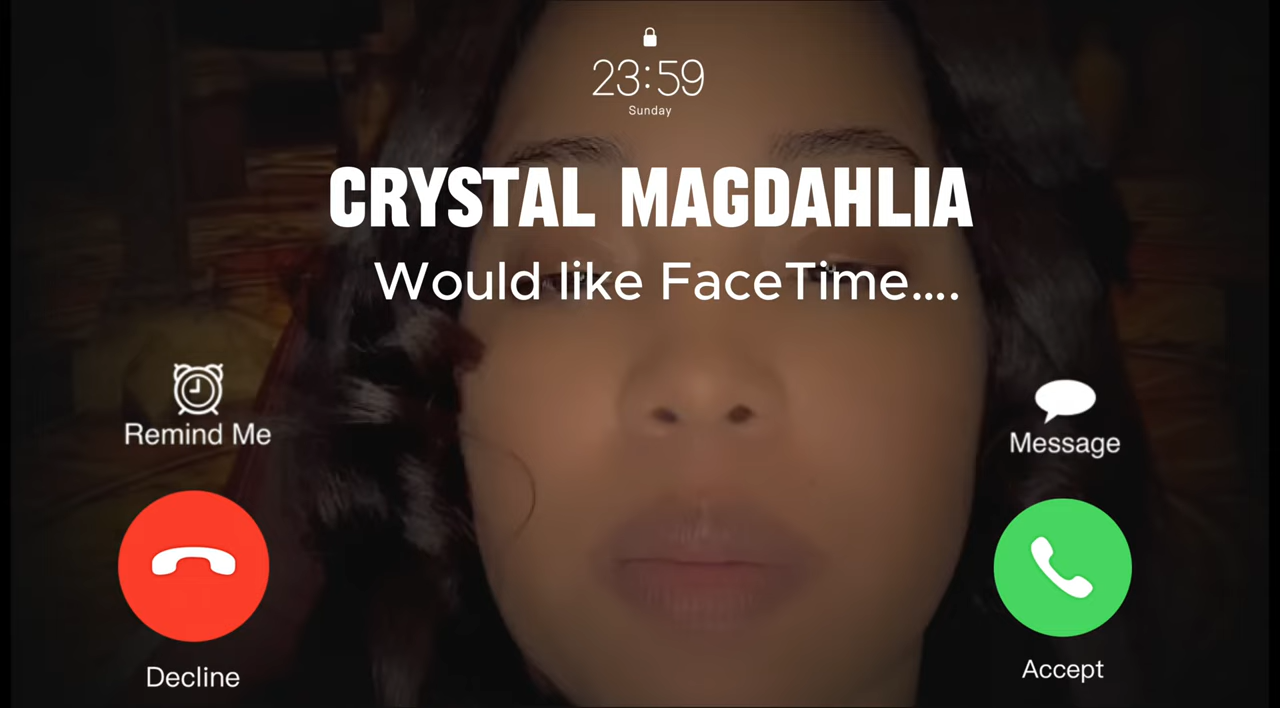 23:59
Sunday
CRYSTAL MAGDAHLIA
Would like FaceTime....
Remind Me
Message
Decline
Accept